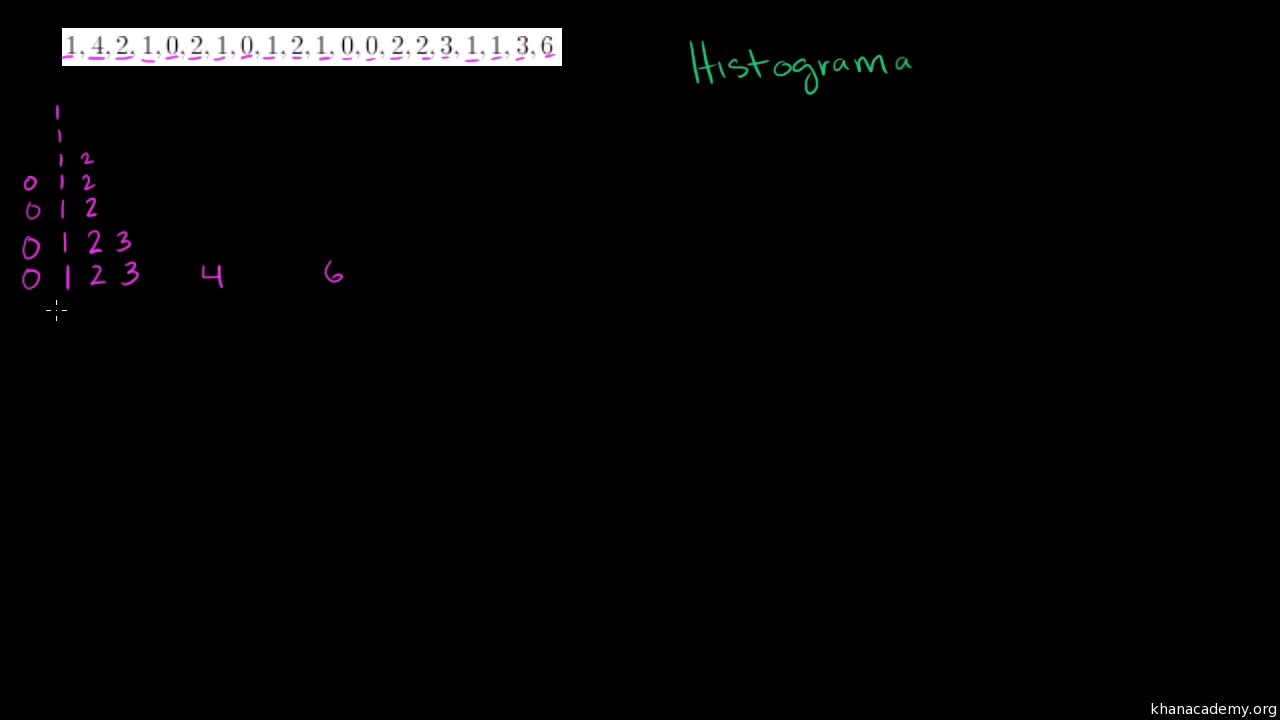 1, 4, 2, 1, 0, 2, 1, 0, 1, 2, 1, 0, 0, 2, 2, 3, 1, 1, 3, 6
Histograma
1
1
1 2
0 1 2
0 1 2
0 1 2 3
0 1 2 3 4 6
khanacademy.org